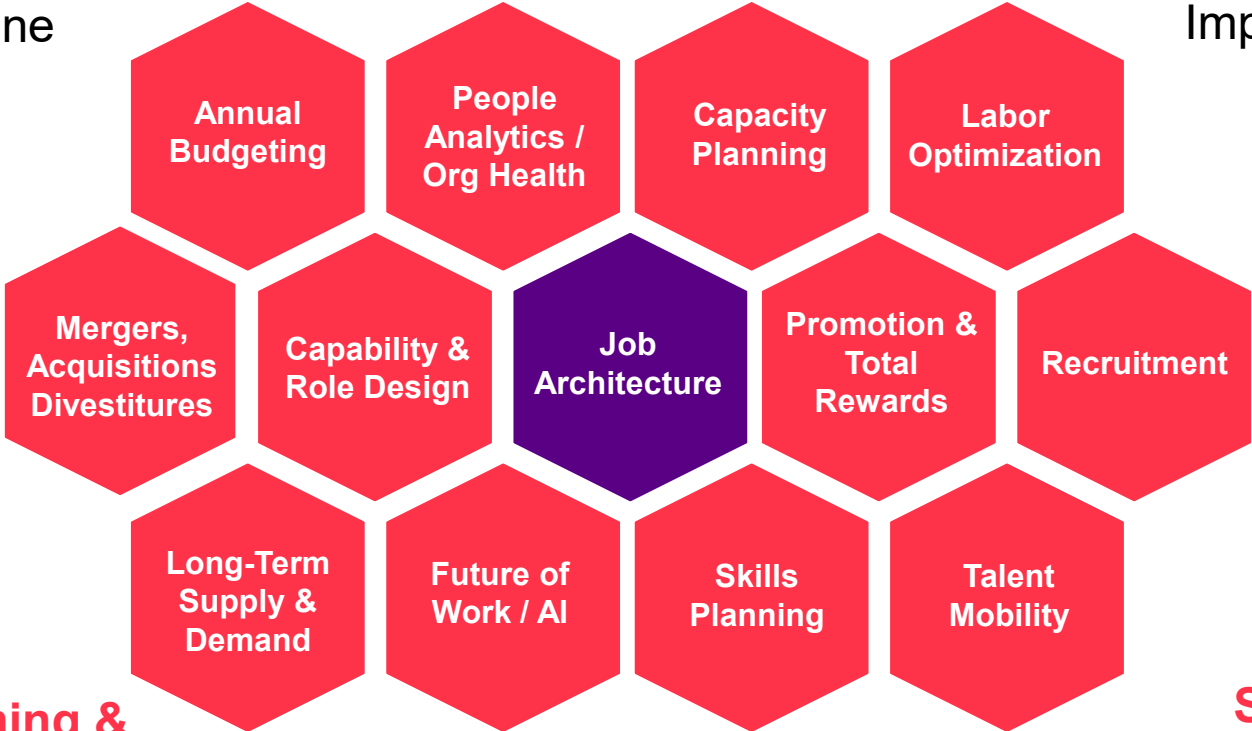 ne
Imp
Annual
Budgeting
People
Analytics /
Org Health
Capacity
Planning
Labor
Optimization
Mergers,
Acquisitions
Divestitures
Capability &
Role Design
Job
Architecture
Promotion &
Total
Rewards
Recruitment
Long-Term
Supply &
Demand
Future of
Work / AI
Skills
Planning
Talent
Mobility
ning &
S